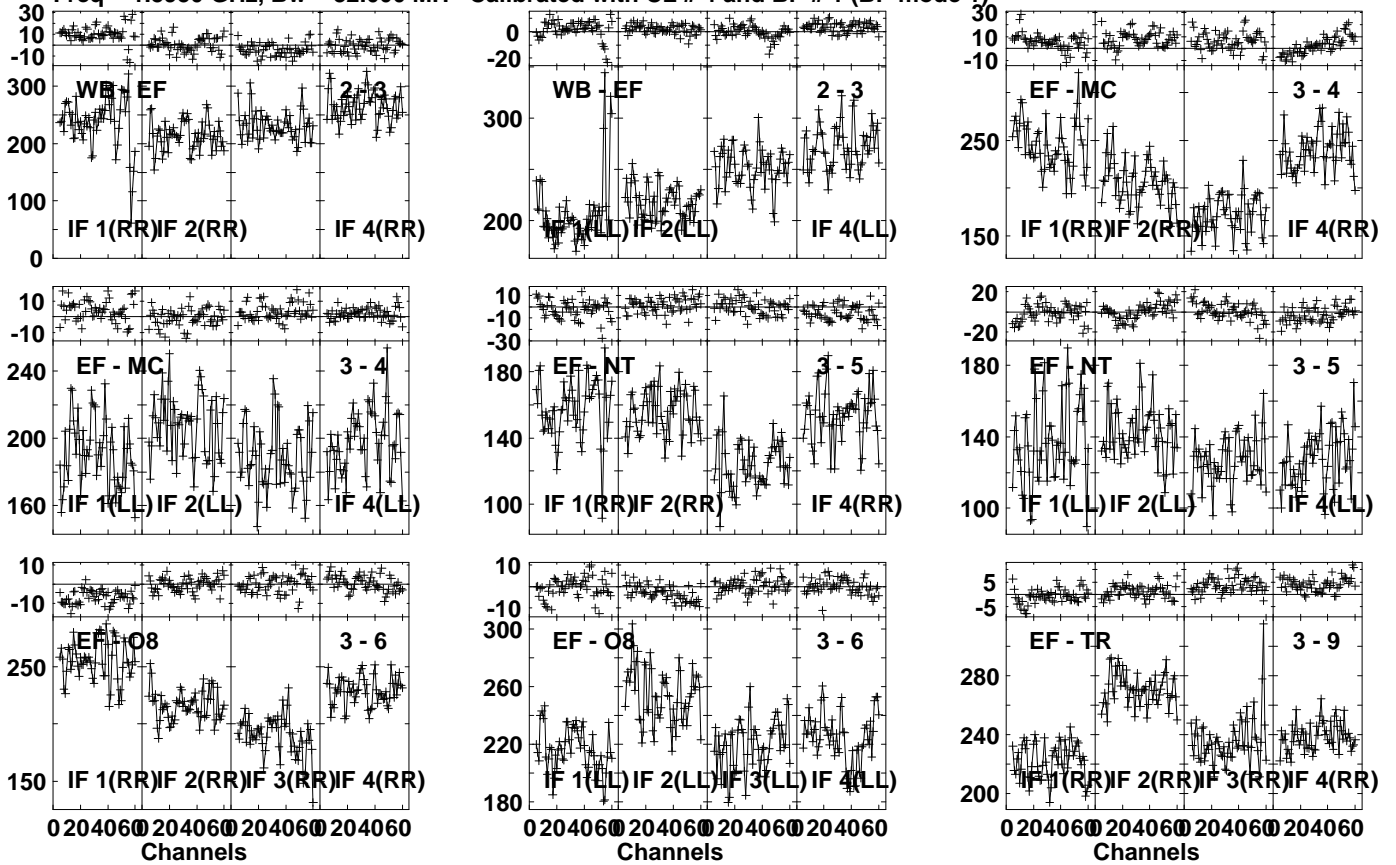 Calibrated with CL # 1 and BP # 1 (BP mode 1)
30
10
-10
300
200
100
0
WB - EF 2 - 3
IF 1(RR) IF 2(RR) IF 4(RR)
0
-20
300
200
WB - EF 2 - 3
IF 1(LL) IF 2(LL) IF 4(LL)
30
10
-10
250
150
EF - MC 3 - 4
IF 1(RR) IF 2(RR) IF 4(RR)
10
-10
240
200
160
EF - MC 3 - 4
IF 1(LL) IF 2(LL) IF 4(LL)
10
-10
-30
180
140
100
EF - NT 3 - 5
IF 1(RR) IF 2(RR) IF 4(RR)
20
-20
180
140
100
EF - NT 3 - 5
IF 1(LL) IF 2(LL) IF 4(LL)
10
-10
250
150
EF - O8 3 - 6
IF 1(RR) IF 2(RR) IF 3(RR) IF 4(RR)
0 204060 0 204060 0 204060 0 204060
Channels
10
-10
300
260
220
180
EF - O8 3 - 6
IF 1(LL) IF 2(LL) IF 3(LL) IF 4(LL)
0 204060 0 204060 0 204060 0 204060
Channels
5
-5
280
240
200
EF - TR 3 - 9
IF 1(RR) IF 2(RR) IF 3(RR) IF 4(RR)
0 204060 0 204060 0 204060 0 204060
Channels